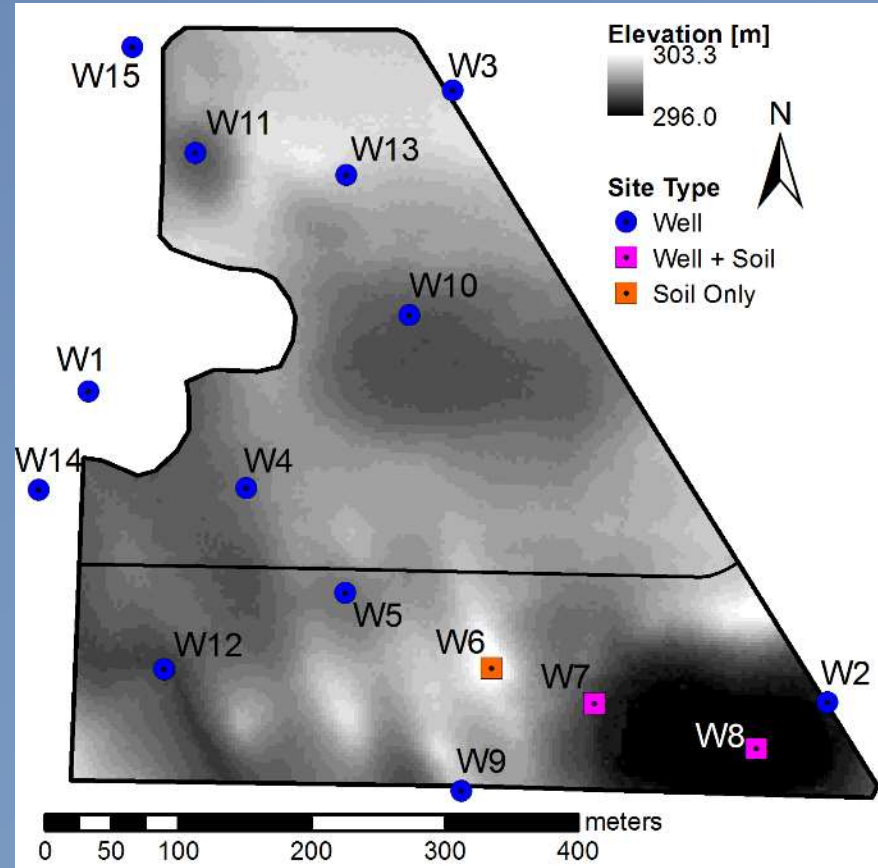 Elevation [m]
303.3
296.0
N
Site Type
Well
Well + Soil
Soil Only
W15
W3
W11
W13
W10
W1
W14
W4
W5
W6
W12
W7
W2
W8
W9
meters
0 50 100 200 300 400